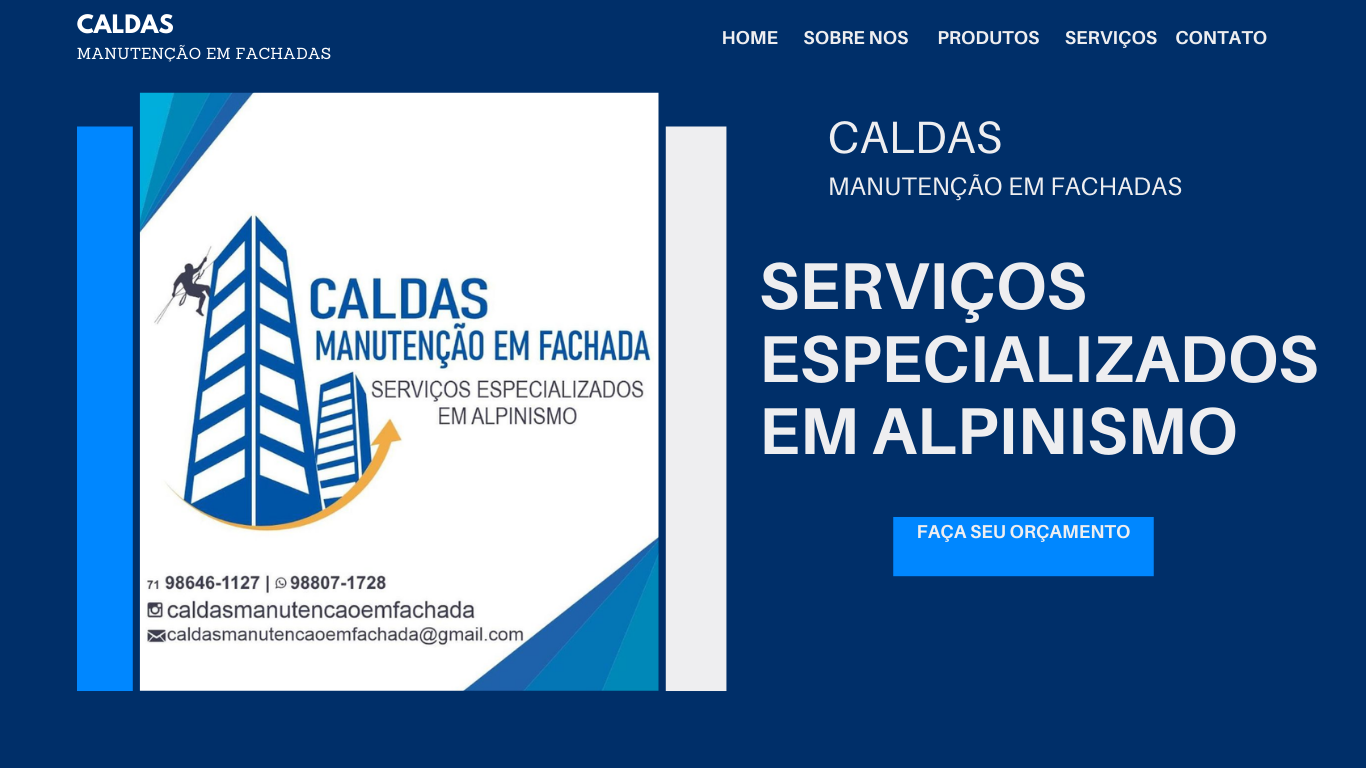 CALDAS
MANUTENÇÃO EM FACHADAS
HOME SOBRE NOS PRODUTOS SERVIÇOS CONTATO
CALDAS
MANUTENÇÃO EM FACHADA
SERVIÇOS ESPECIALIZADOS
EM ALPINISMO
71 98646-1127 | 98807-1728
caldasmanutencaoemfachada
caldasmanutencaoemfachada@gmail.com
CALDAS
MANUTENÇÃO EM FACHADAS
SERVIÇOS
ESPECIALIZADOS
EM ALPINISMO
FAÇA SEU ORÇAMENTO